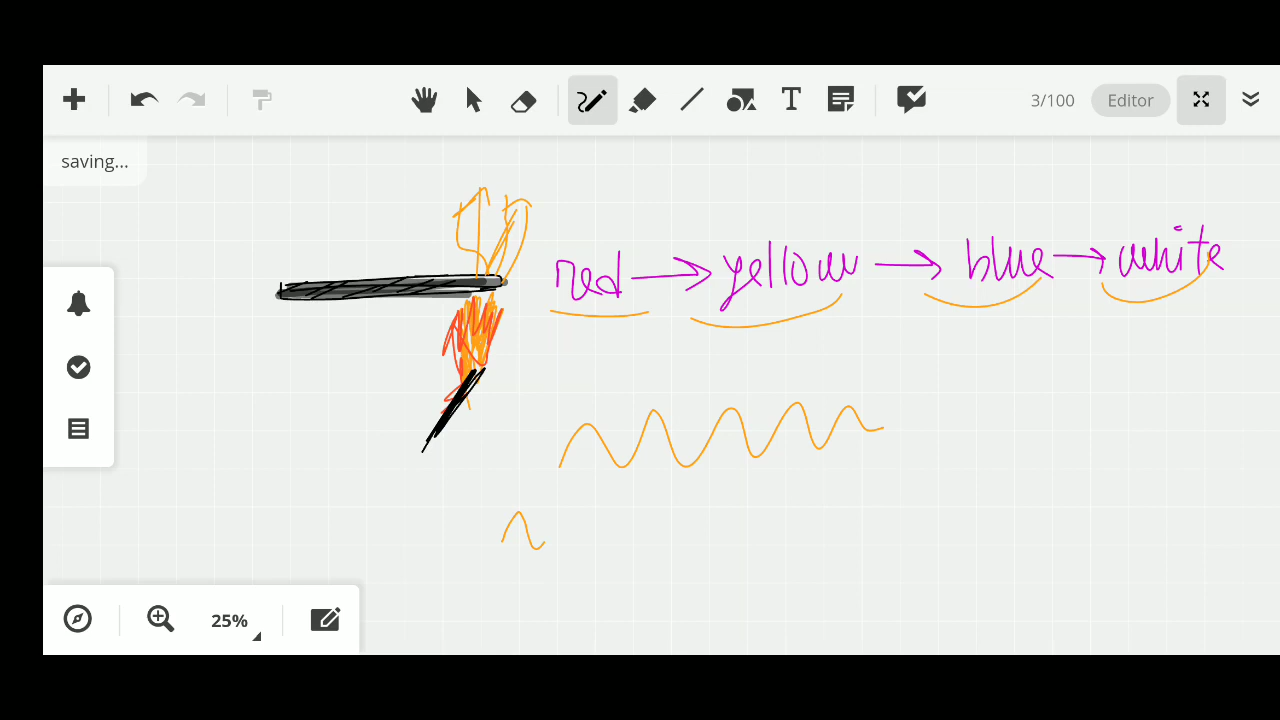 3/100 Editor
saving...
red → yellow → blue → white
25%